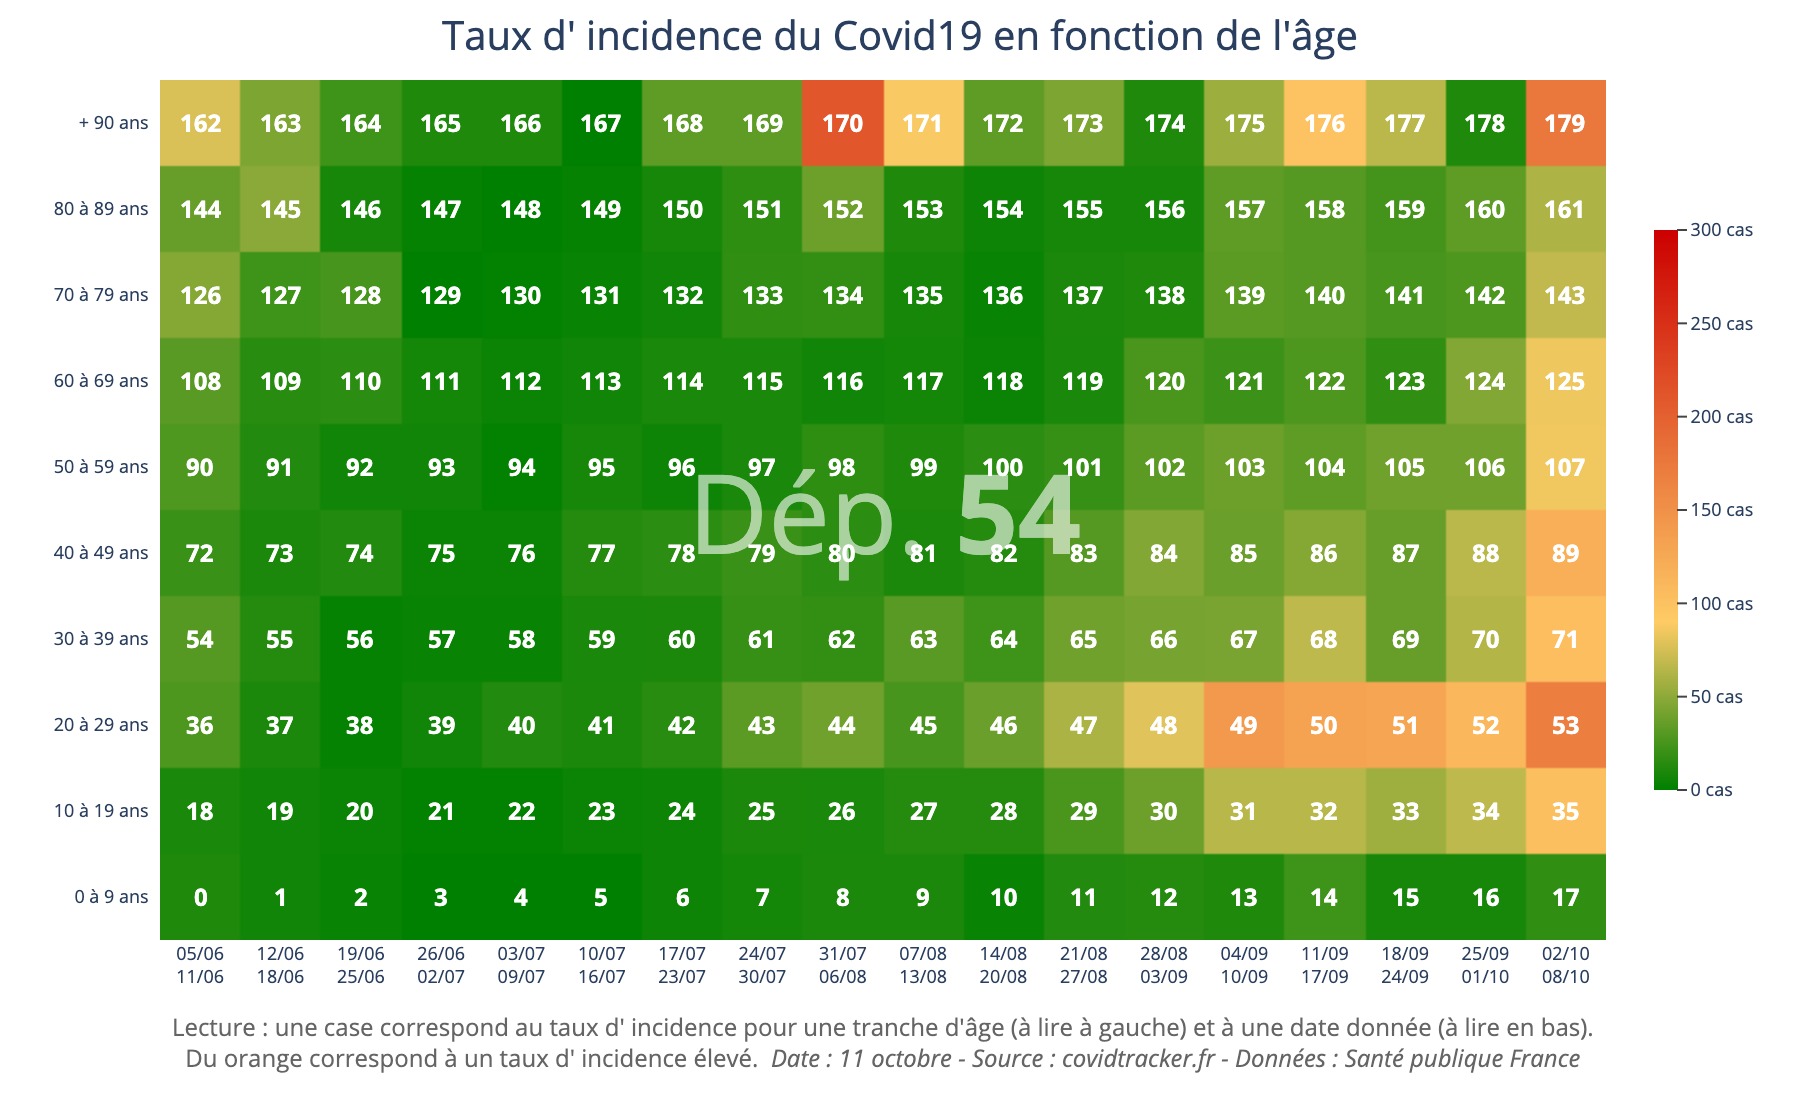 Taux d' incidence du Covid19 en fonction de l'âge
+ 90 ans 162 163 164 165 166 167 168 169 170 171 172 173 174 175 176 177 178 179
80 à 89 ans 144 145 146 147 148 149 150 151 152 153 154 155 156 157 158 159 160 161
300 cas
70 à 79 ans 126 127 128 129 130 131 132 133 134 135 136 137 138 139 140 141 142 143
250 cas
60 à 69 ans 108 109 110 111 112 113 114 115 116 117 118 119 120 121 122 123 124 125
200 cas
50 à 59 ans 90 91 92 93 94 95 96 97 98 99 100 101 102 103 104 105 106 107
150 cas
Dép. 54
40 à 49 ans 72 73 74 75 76 77 78 79 80 81 82 83 84 85 86 87 88 89
100 cas
30 à 39 ans 54 55 56 57 58 59 60 61 62 63 64 65 66 67 68 69 70 71
50 cas
20 à 29 ans 36 37 38 39 40 41 42 43 44 45 46 47 48 49 50 51 52 53
0 cas
10 à 19 ans 18 19 20 21 22 23 24 25 26 27 28 29 30 31 32 33 34 35
0 à 9 ans 0 1 2 3 4 5 6 7 8 9 10 11 12 13 14 15 16 17
05/06 12/06 19/06 26/06 03/07 10/07 17/07 24/07 31/07 07/08 14/08 21/08 28/08 04/09 11/09 18/09 25/09 02/10
11/06 18/06 25/06 02/07 09/07 16/07 23/07 30/07 06/08 13/08 20/08 27/08 03/09 10/09 17/09 24/09 01/10 08/10
Lecture : une case correspond au taux d' incidence pour une tranche d'âge (à lire à gauche) et à une date donnée (à lire en bas).
Du orange correspond à un taux d' incidence élevé. Date : 11 octobre - Source : covidtracker.fr - Données : Santé publique France